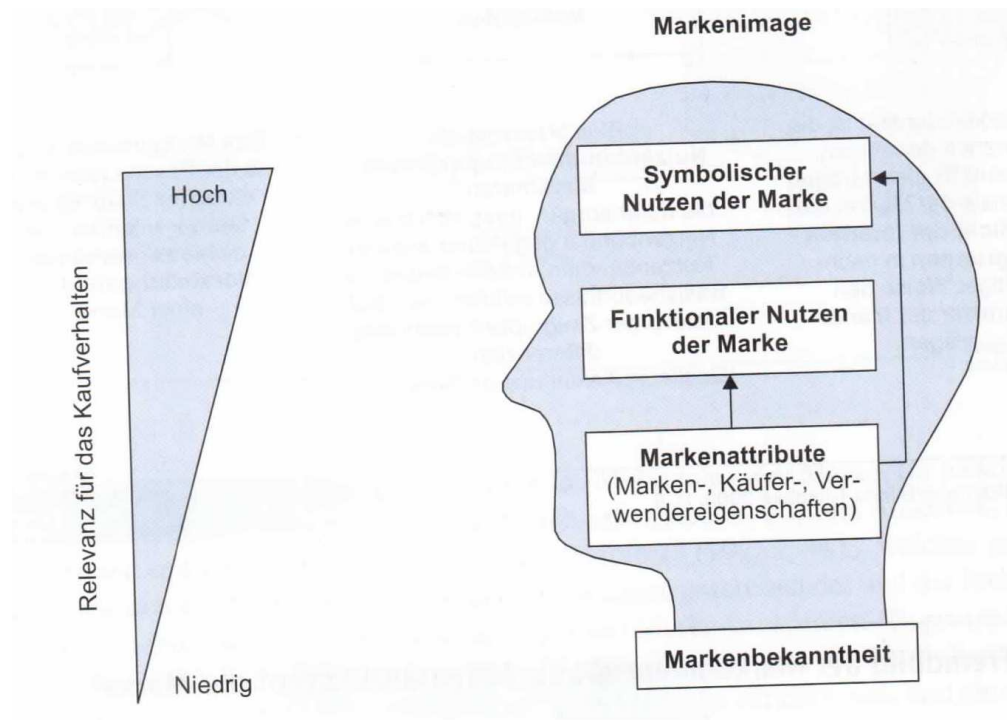 Markenimage
Hoch
Symbolischer
Nutzen der Marke
Funktionaler Nutzen
der Marke
Relevanz für das Kaufverhalten
Markenattribute
(Marken-, Käufer-, Ver-
wendereigenschaften)
Markenbekanntheit
Niedrig